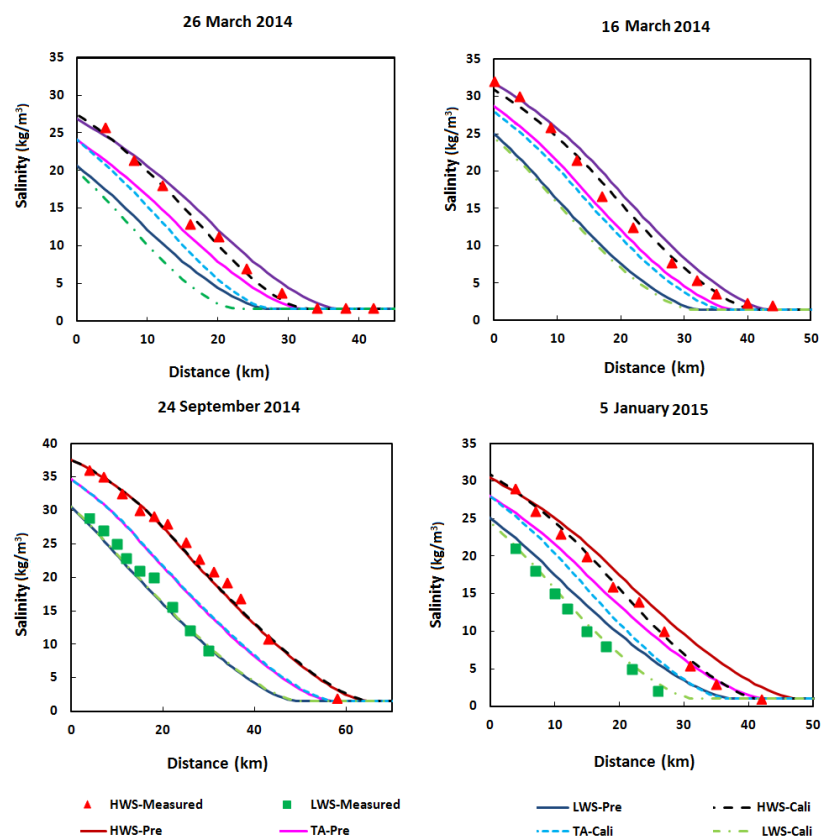 26 March 2014
16 March 2014
Salinity (kg/m³)
35
30
25
20
15
10
5
0
0 10 20 30 40
Distance (km)
Salinity (kg/m³)
35
30
25
20
15
10
5
0
0 10 20 30 40 50
Distance (km)
24 September 2014
5 January 2015
Salinity (kg/m³)
40
35
30
25
20
15
10
5
0
0 20 40 60
Distance (km)
Salinity (kg/m³)
35
30
25
20
15
10
5
0
0 10 20 30 40 50
Distance (km)
HWS-Measured LWS-Measured LWS-Pre HWS-Cali
HWS-Pre TA-Pre TA-Cali LWS-Cali